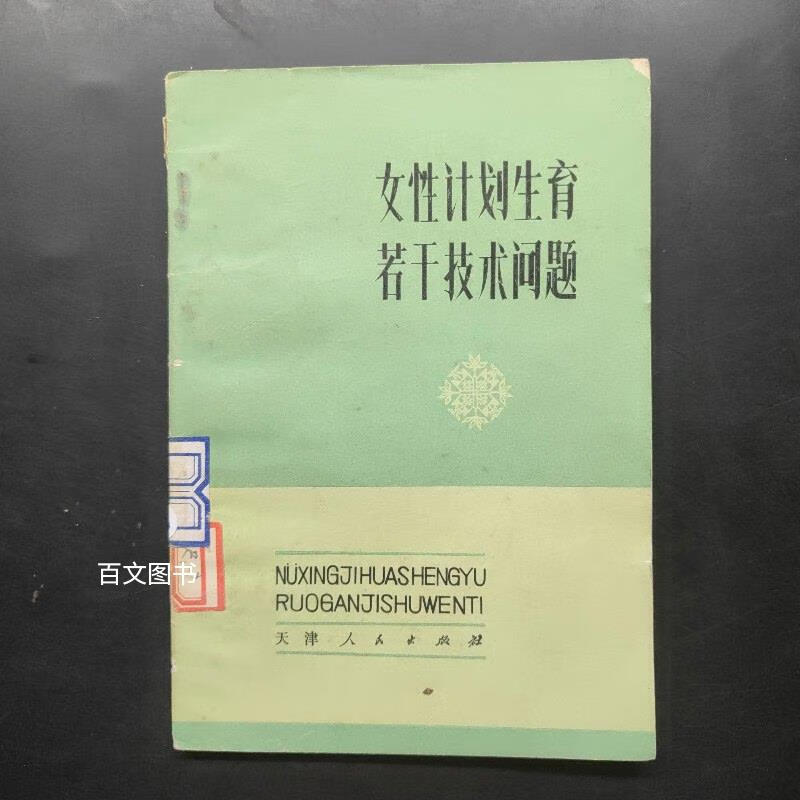 女性计划生育
若干技术问题
百文图书
NÜXINGJIHUASHENGYU
RUOGANJISHUWENTI
天津人民出版社